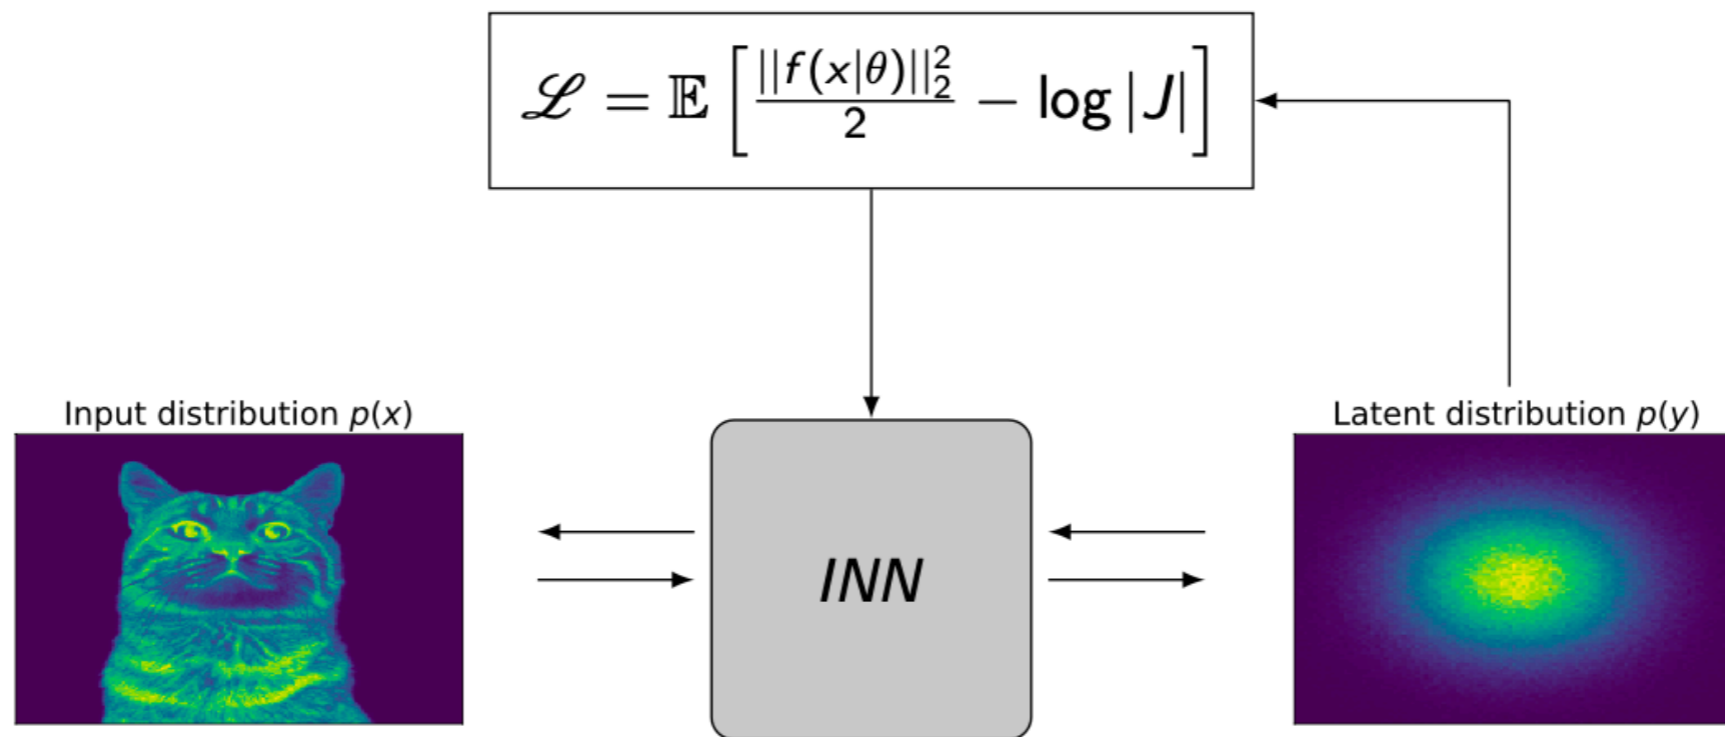 ℒ = 𝔼 [ ||f(x|θ)||₂² / 2 − log |J| ]
Input distribution p(x)
Latent distribution p(y)
INN